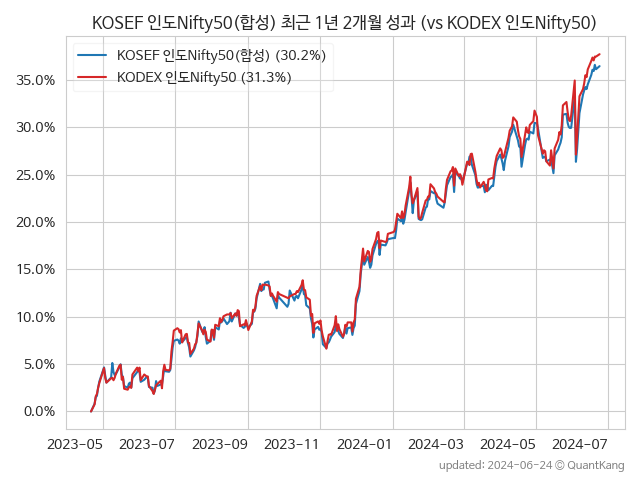 KOSEF 인도Nifty50(합성) 최근 1년 2개월 성과 (vs KODEX 인도Nifty50)
KOSEF 인도Nifty50(합성) (30.2%)
KODEX 인도Nifty50 (31.3%)
35.0%
30.0%
25.0%
20.0%
15.0%
10.0%
5.0%
0.0%
2023-05 2023-07 2023-09 2023-11 2024-01 2024-03 2024-05 2024-07
updated: 2024-06-24 © QuantKang